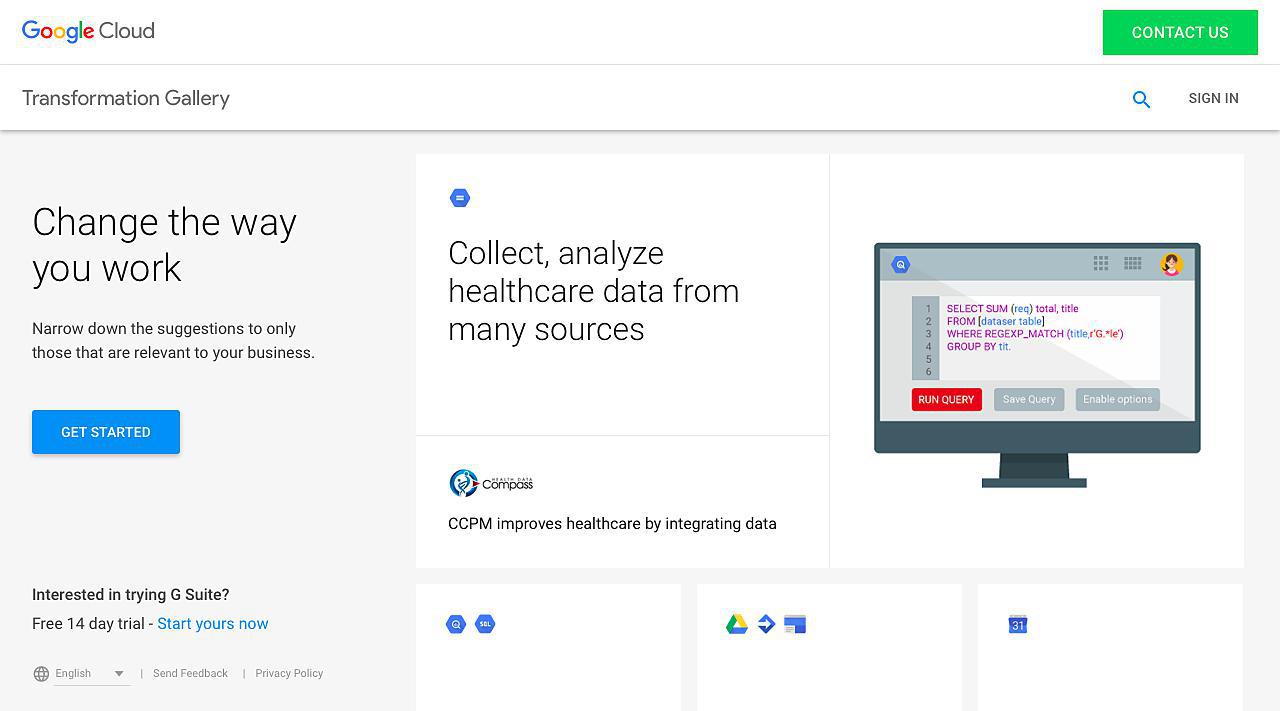 Google Cloud
CONTACT US
Transformation Gallery
SIGN IN
Change the way
you work
Narrow down the suggestions to only
those that are relevant to your business.
GET STARTED
Interested in trying G Suite?
Free 14 day trial - Start yours now
English | Send Feedback | Privacy Policy
Collect, analyze
healthcare data from
many sources
HEALTH DATA
Compass
CCPM improves healthcare by integrating data
1 SELECT SUM (req) total, title
2 FROM [dataser table]
3 WHERE REGEXP_MATCH (title,r'G.*le')
4 GROUP BY tit.
5
6
RUN QUERY Save Query Enable options
SQL
31